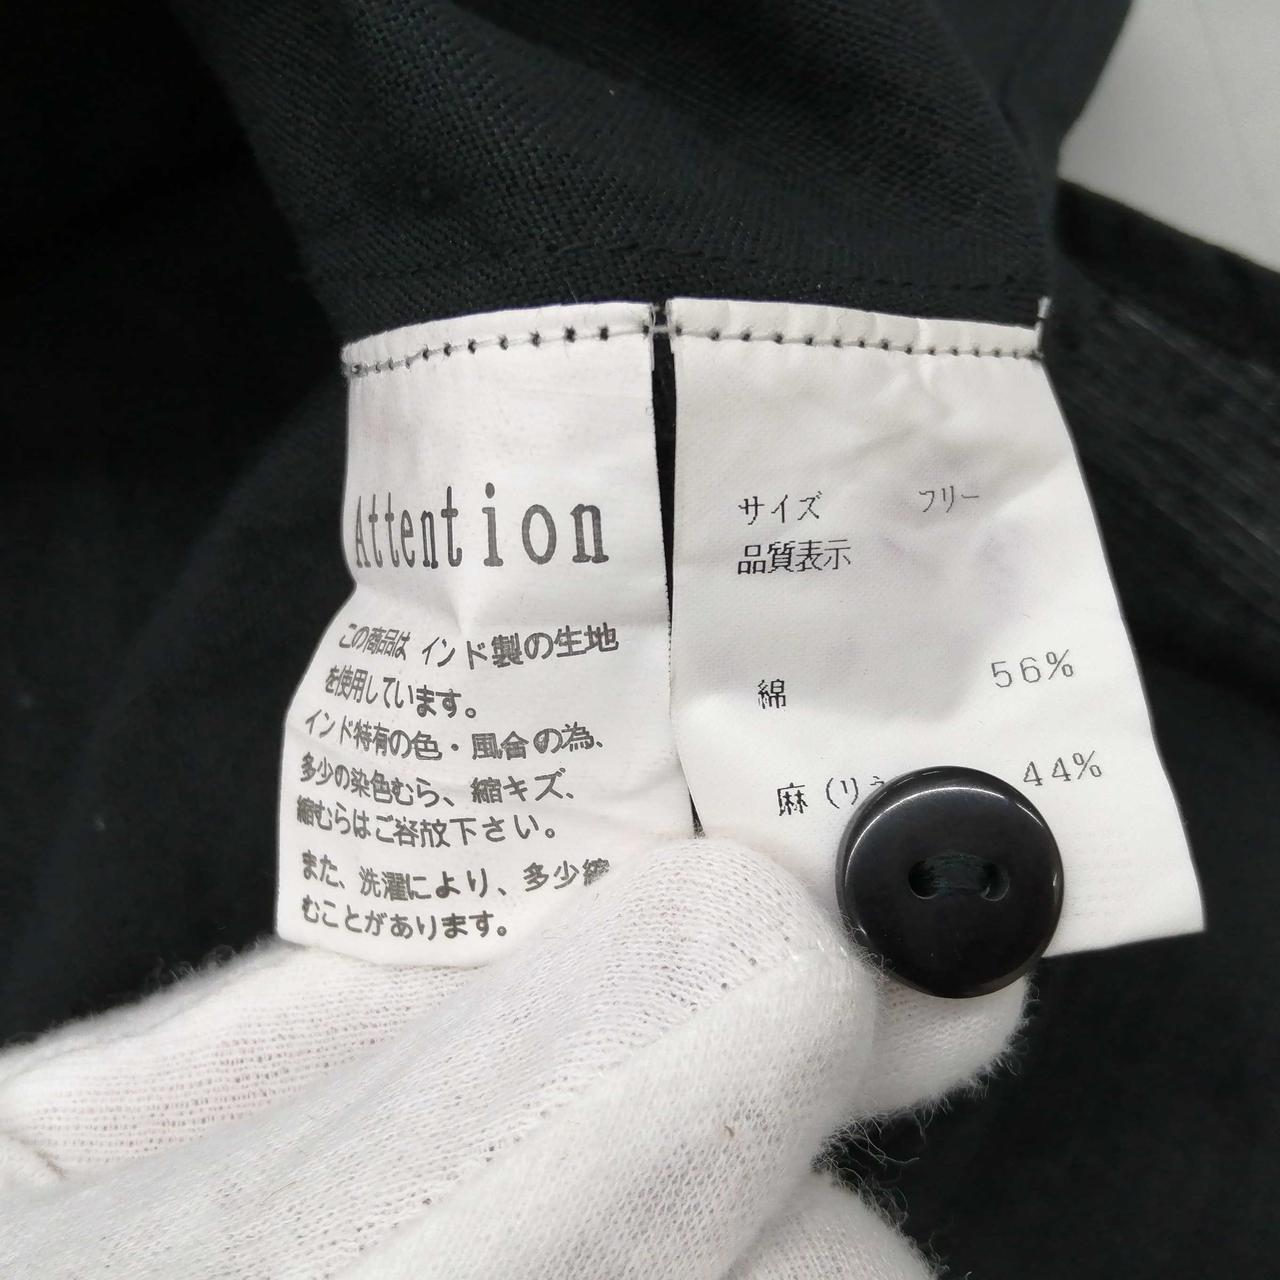 Attention
この商品は インド製の生地
を使用しています。
インド特有の色・風合の為、
多少の染色むら、縮キズ、
縮むらはご容赦下さい。
また、洗濯により、多少縮
むことがあります。
サイズ フリー
品質表示
綿 56%
麻 44%